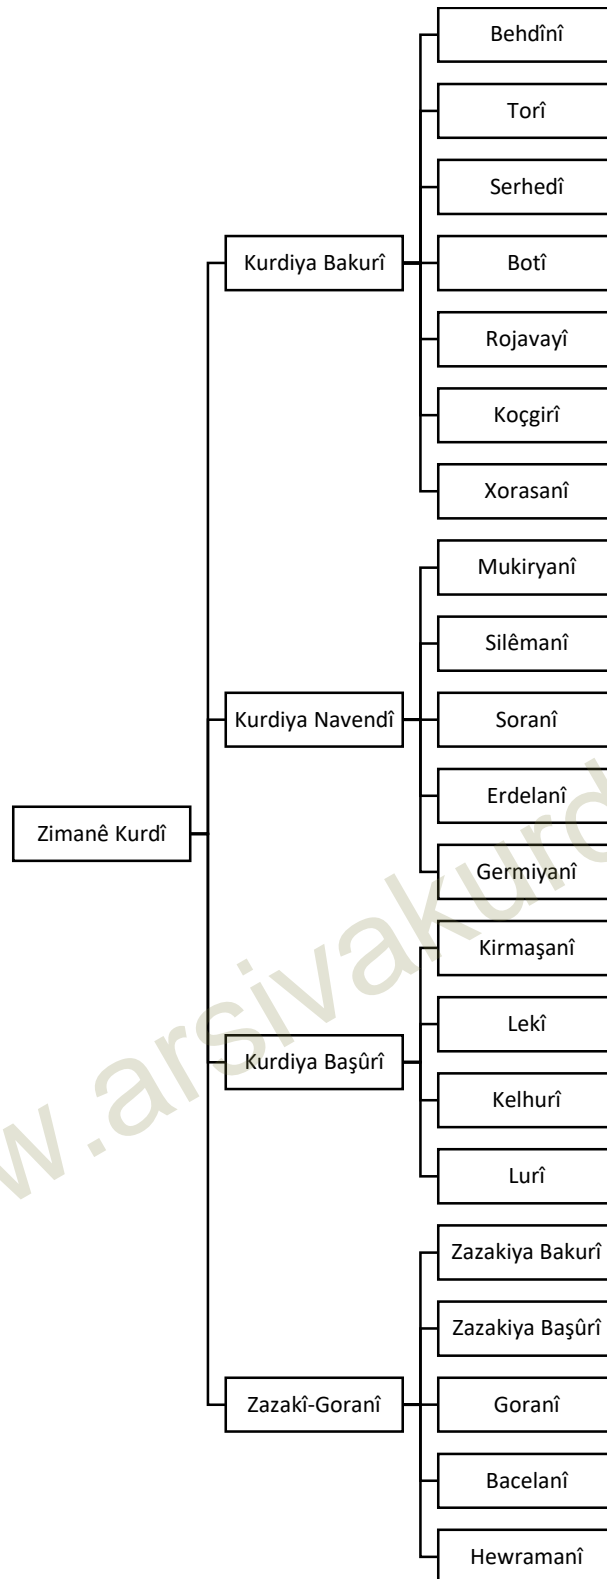 Zimanê Kurdî
Kurdiya Bakurî
Behdînî
Torî
Serhedî
Botî
Rojavayî
Koçgirî
Xorasanî
Kurdiya Navendî
Mukiryanî
Silêmanî
Soranî
Erdelanî
Germiyanî
Kurdiya Başûrî
Kirmaşanî
Lekî
Kelhurî
Lurî
Zazakî-Goranî
Zazakiya Bakurî
Zazakiya Başûrî
Goranî
Bacelanî
Hewramanî
w.arsivakurd